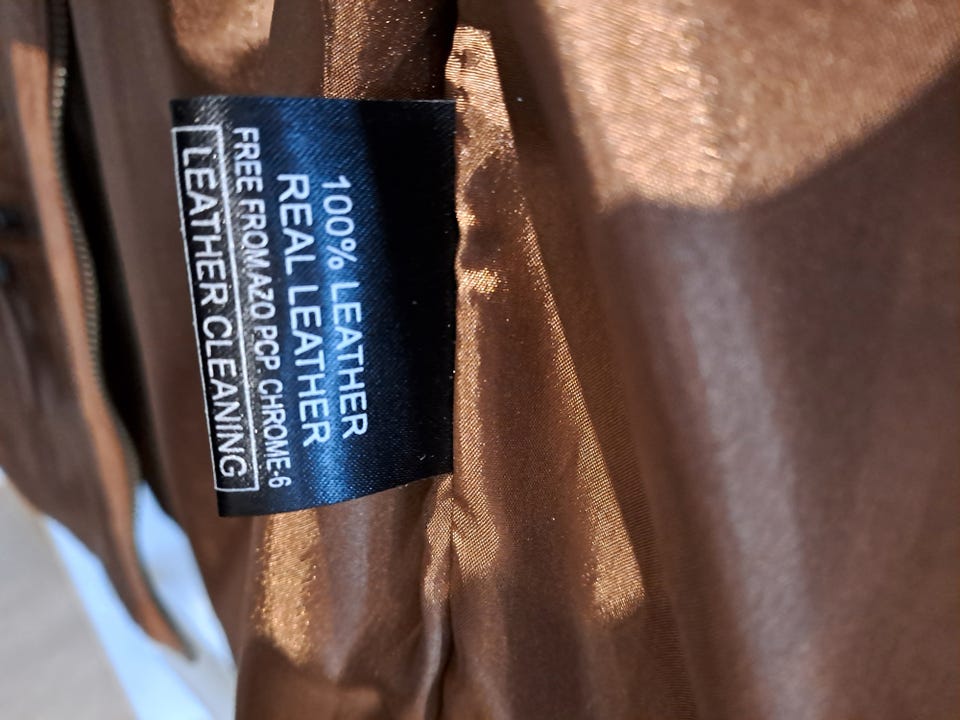 100% LEATHER
REAL LEATHER
FREE FROM AZO PCP. CHROME-6
LEATHER CLEANING